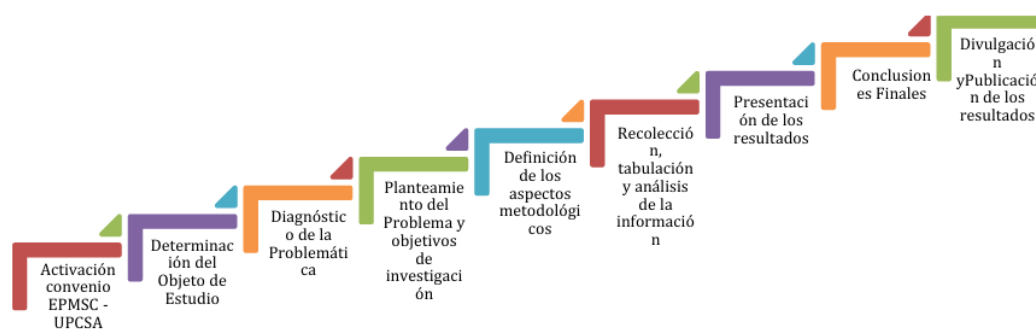 Activación
convenio
EPMSC -
UPCSA
Determinac
ión del
Objeto de
Estudio
Diagnóstic
o de la
Problemáti
ca
Planteamie
nto del
Problema y
objetivos
de
investigaci
ón
Definición
de los
aspectos
metodológi
cos
Recolecció
n,
tabulación
y análisis
de la
informació
n
Presentaci
ón de los
resultados
Conclusion
es Finales
Divulgació
n
yPublicació
n de los
resultados